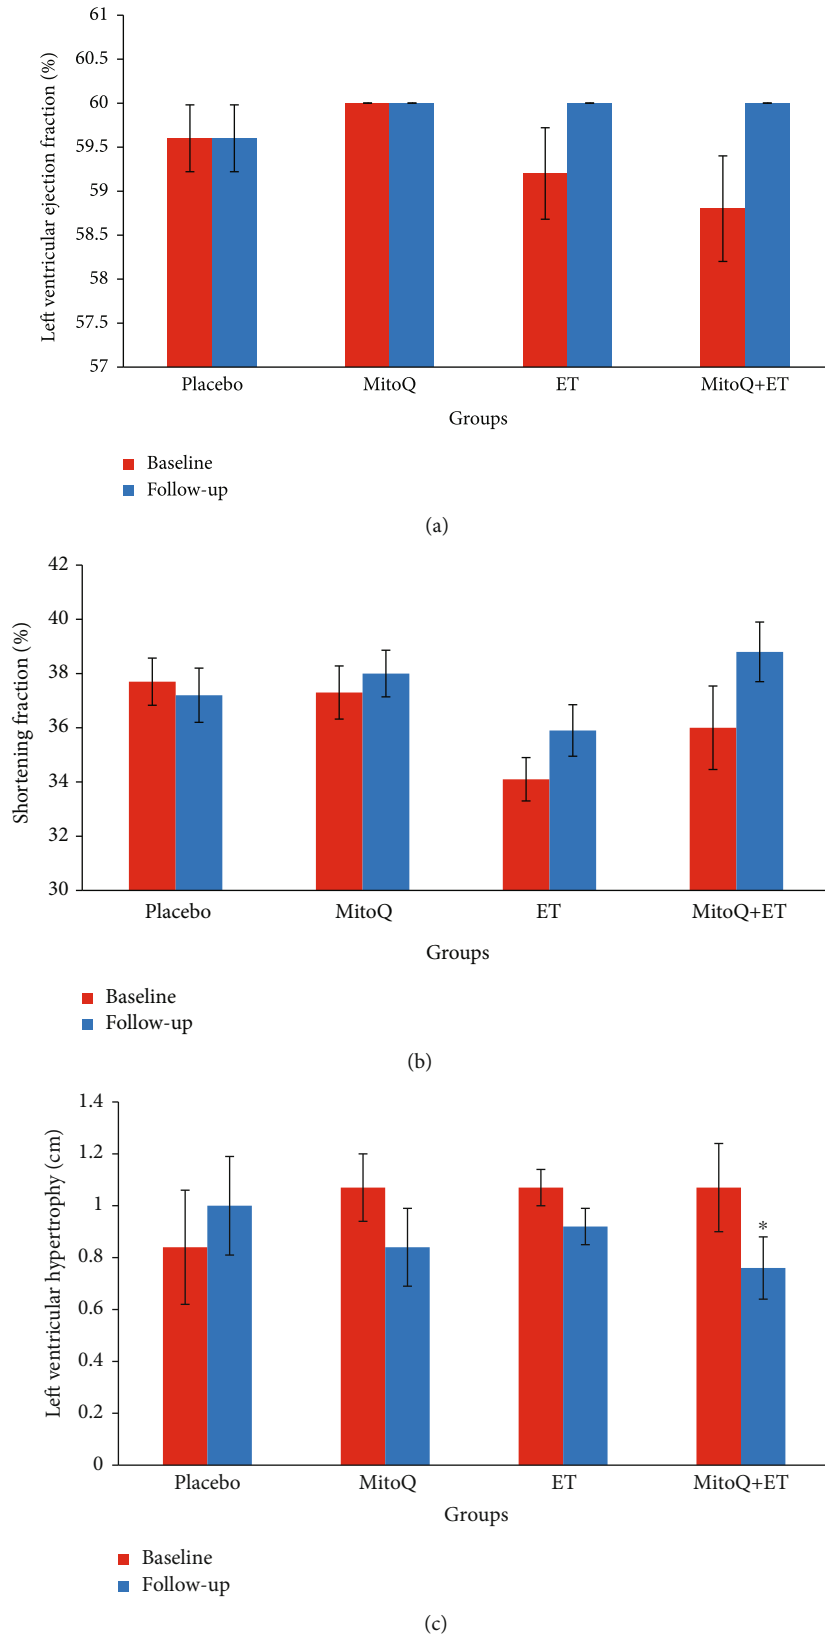 61
60.5
60
59.5
59
58.5
58
57.5
57
Left ventricular ejection fraction (%)
Placebo MitoQ ET MitoQ+ET
Groups
Baseline
Follow-up
(a)
42
40
38
36
34
32
30
Shortening fraction (%)
Placebo MitoQ ET MitoQ+ET
Groups
Baseline
Follow-up
(b)
1.4
1.2
1
0.8
0.6
0.4
0.2
0
Left ventricular hypertrophy (cm)
*
Placebo MitoQ ET MitoQ+ET
Groups
Baseline
Follow-up
(c)